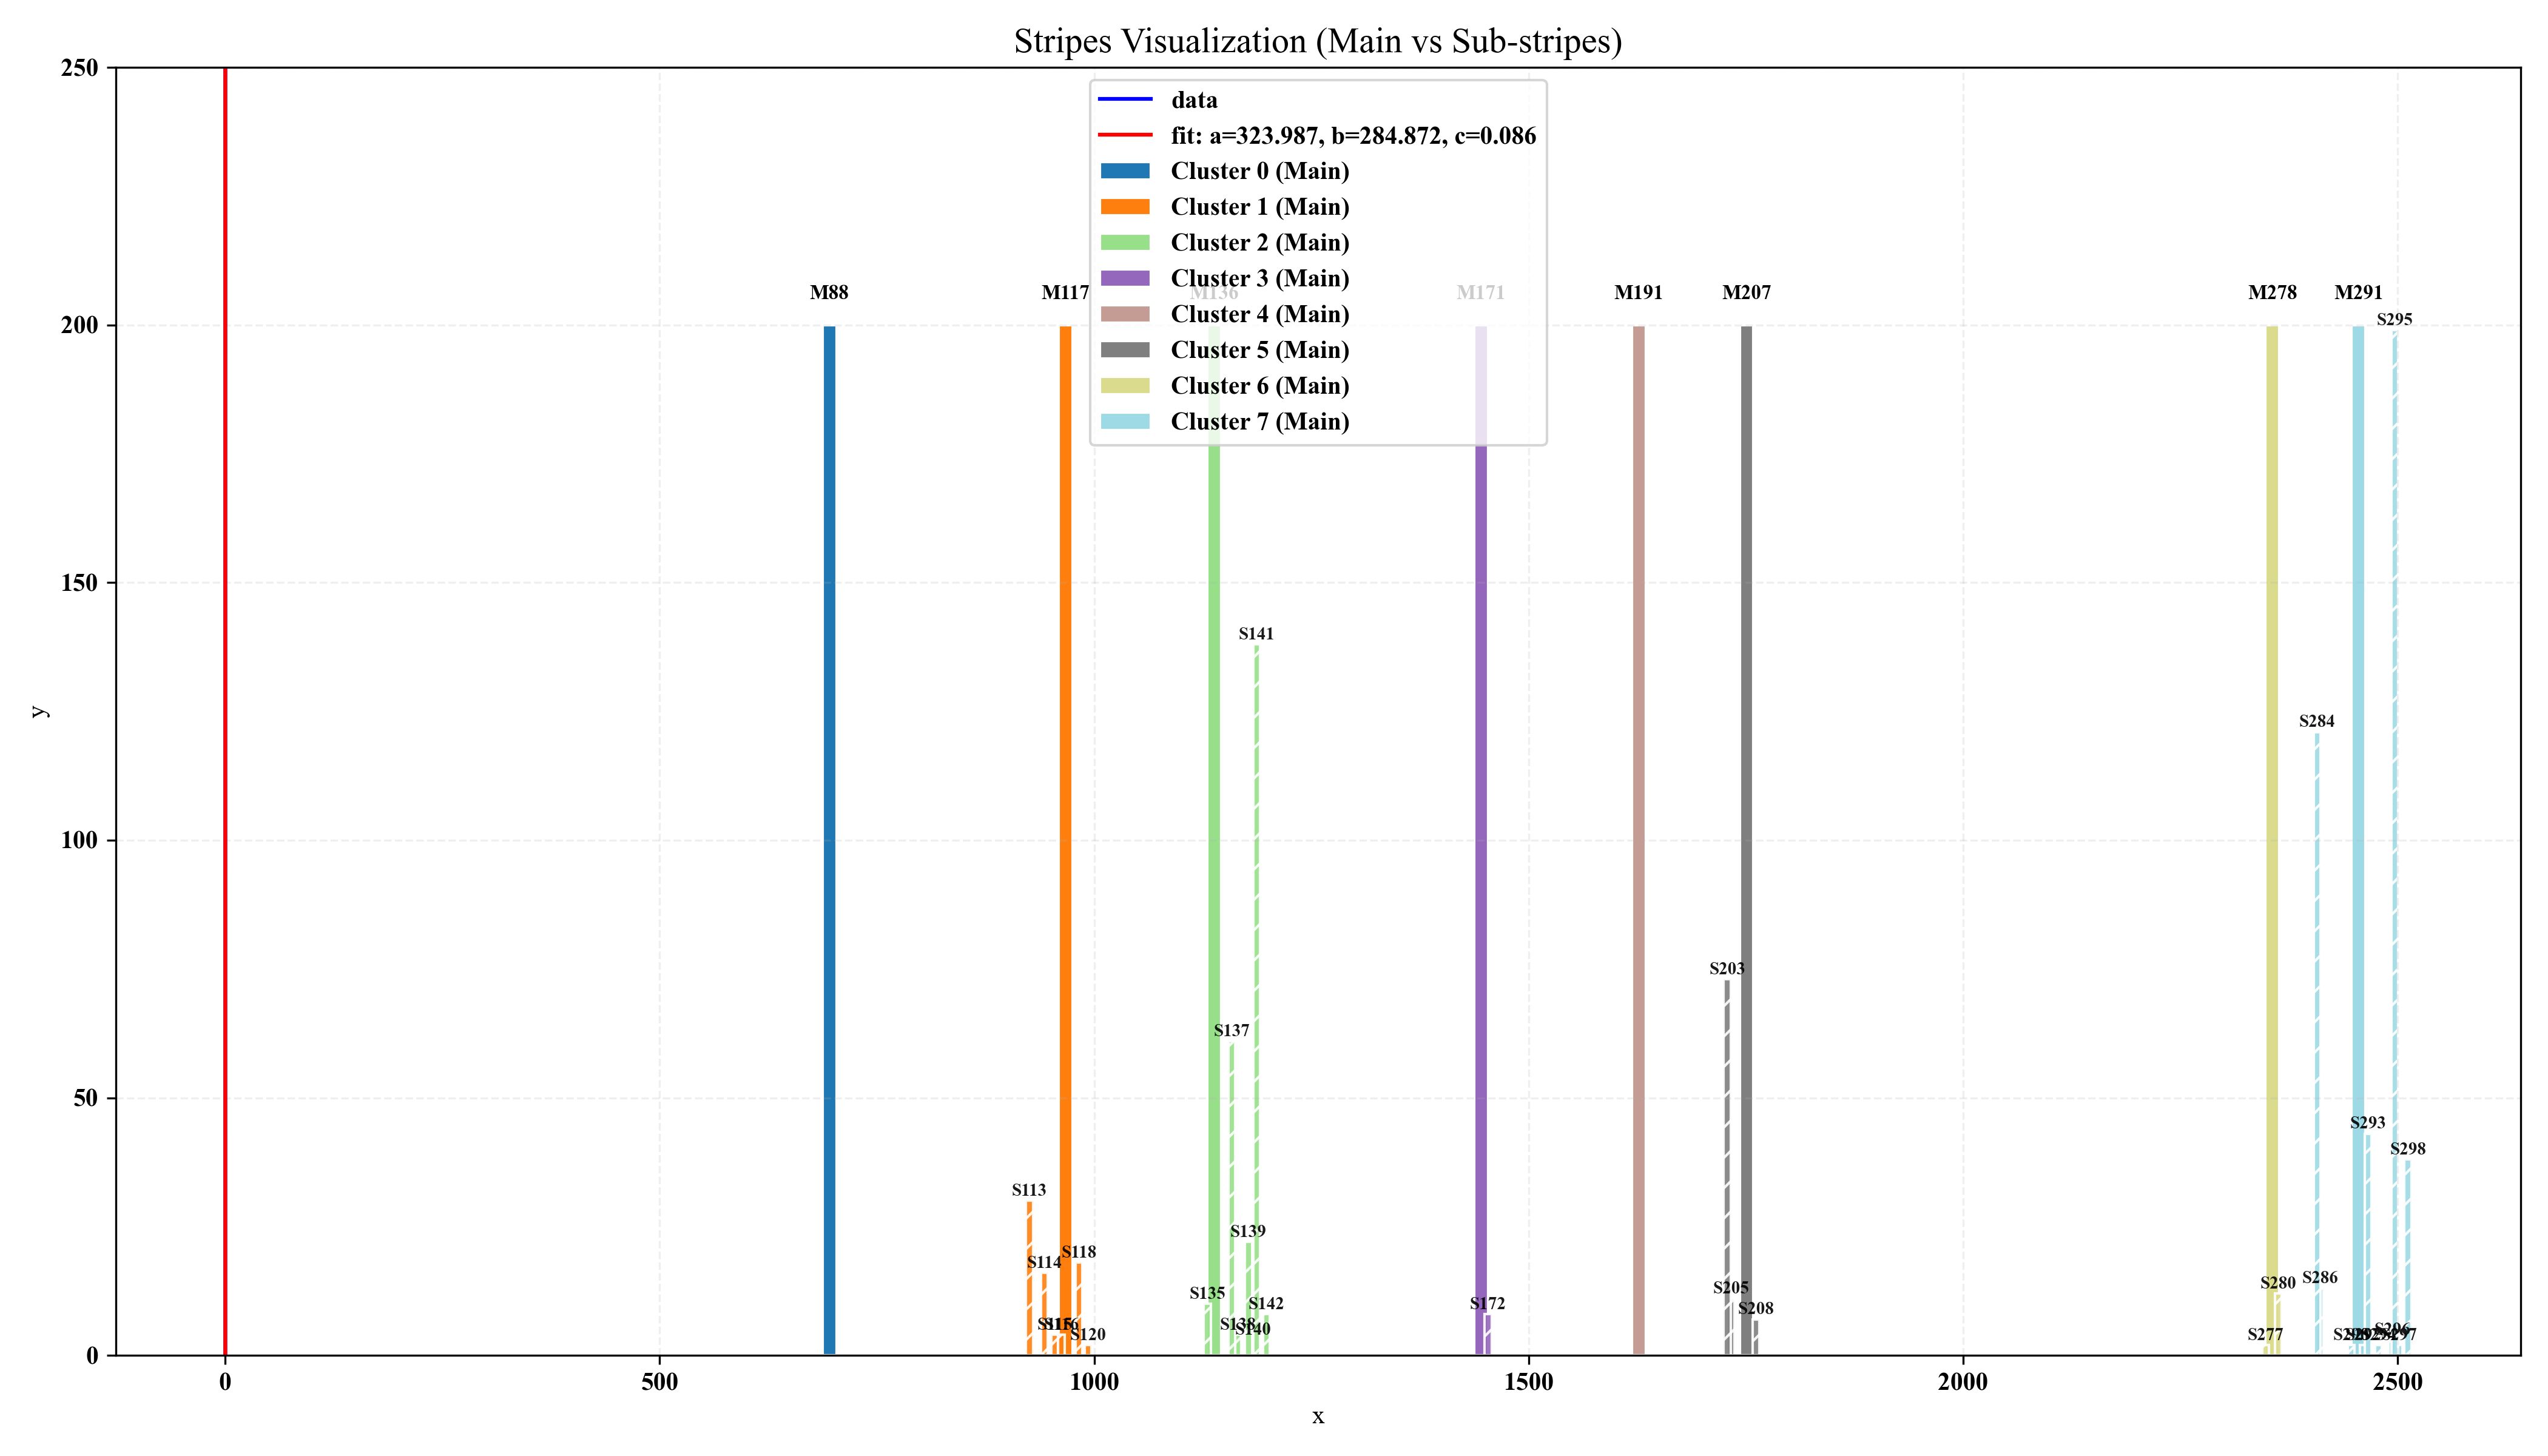 Stripes Visualization (Main vs Sub-stripes)
250
200
150
100
50
0
y
data
fit: a=323.987, b=284.872, c=0.086
Cluster 0 (Main)
Cluster 1 (Main)
Cluster 2 (Main)
Cluster 3 (Main)
Cluster 4 (Main)
Cluster 5 (Main)
Cluster 6 (Main)
Cluster 7 (Main)
M88
M117
M136
M171
M191
M207
M278
M291
S295
S141
S284
S203
S137
S293
S298
S113
S139
S118
S114
S135
S142
S172
S205
S208
S280
S286
S116
S120
S138
S140
S277
S296
0
500
1000
1500
2000
2500
x